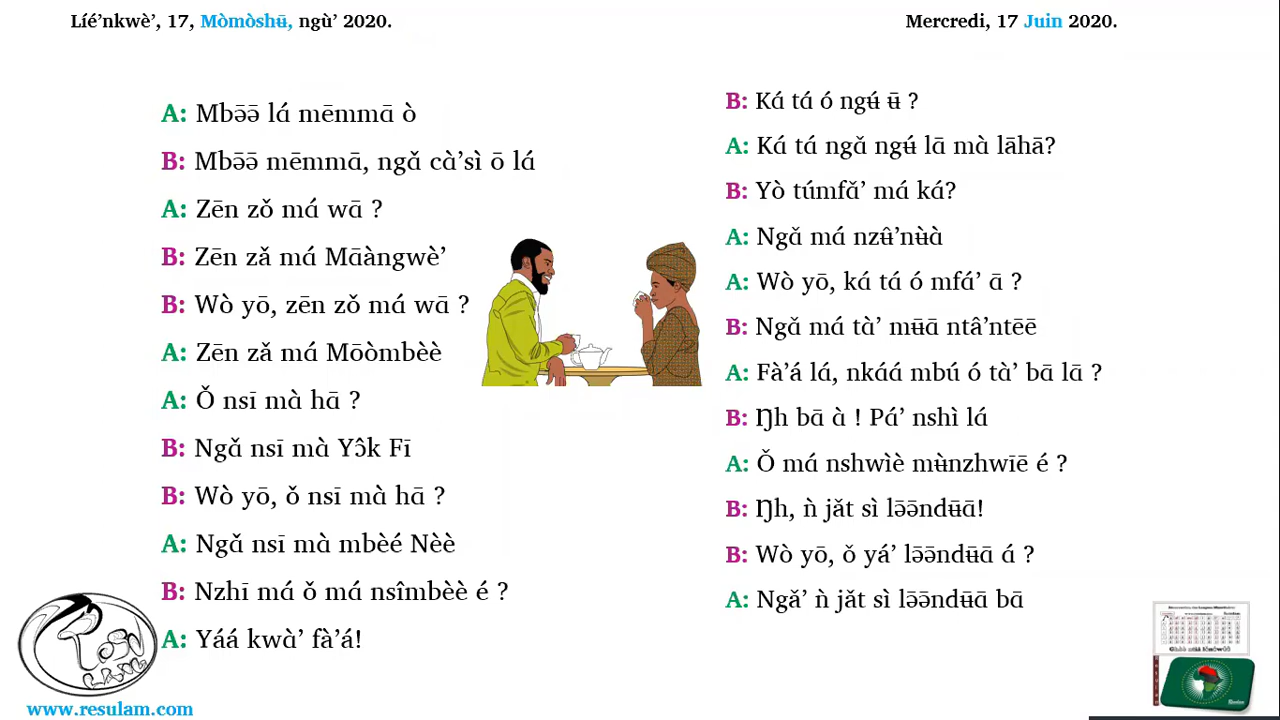 Líé’nkwè’, 17, Mòmòshʉ̄, ngù’ 2020.
Mercredi, 17 Juin 2020.
A: Mbə̄ə̄ lá mēmmā ò
B: Mbə̄ə̄ mēmmā, ngǎ cà’sì ō lá
A: Zēn zǒ má wā ?
B: Zēn zǎ má Māàngwè’
B: Wò yō, zēn zǒ má wā ?
A: Zēn zǎ má Mōòmbèè
A: Ǒ nsī mà hā ?
B: Ngǎ nsī mà Yɔ̂k Fī
B: Wò yō, ǒ nsī mà hā ?
A: Ngǎ nsī mà mbèé Nèè
B: Nzhī má ǒ má nsîmbèè é ?
A: Yáá kwà’ fà’á!
B: Ká tá ó ngʉ́ ʉ̄ ?
A: Ká tá ngǎ ngʉ́ lā mà lāhā?
B: Yò túmfǎ’ má ká?
A: Ngǎ má nzʉ̂’nʉ̀à
A: Wò yō, ká tá ó mfá’ ā ?
B: Ngǎ má tà’ mʉ̄ā ntâ’ntēē
A: Fà’á lá, nkáá mbú ó tà’ bā lā ?
B: Ŋh bā à ! Pá’ nshì lá
A: Ǒ má nshwìè mʉ̀nzhwīē é ?
B: Ŋh, ǹ jǎt sì lə̄ə̄ndʉ̄ā!
B: Wò yō, ǒ yá’ lə̄ə̄ndʉ̄ā á ?
A: Ngǎ’ ǹ jǎt sì lə̄ə̄ndʉ̄ā bā
www.resulam.com